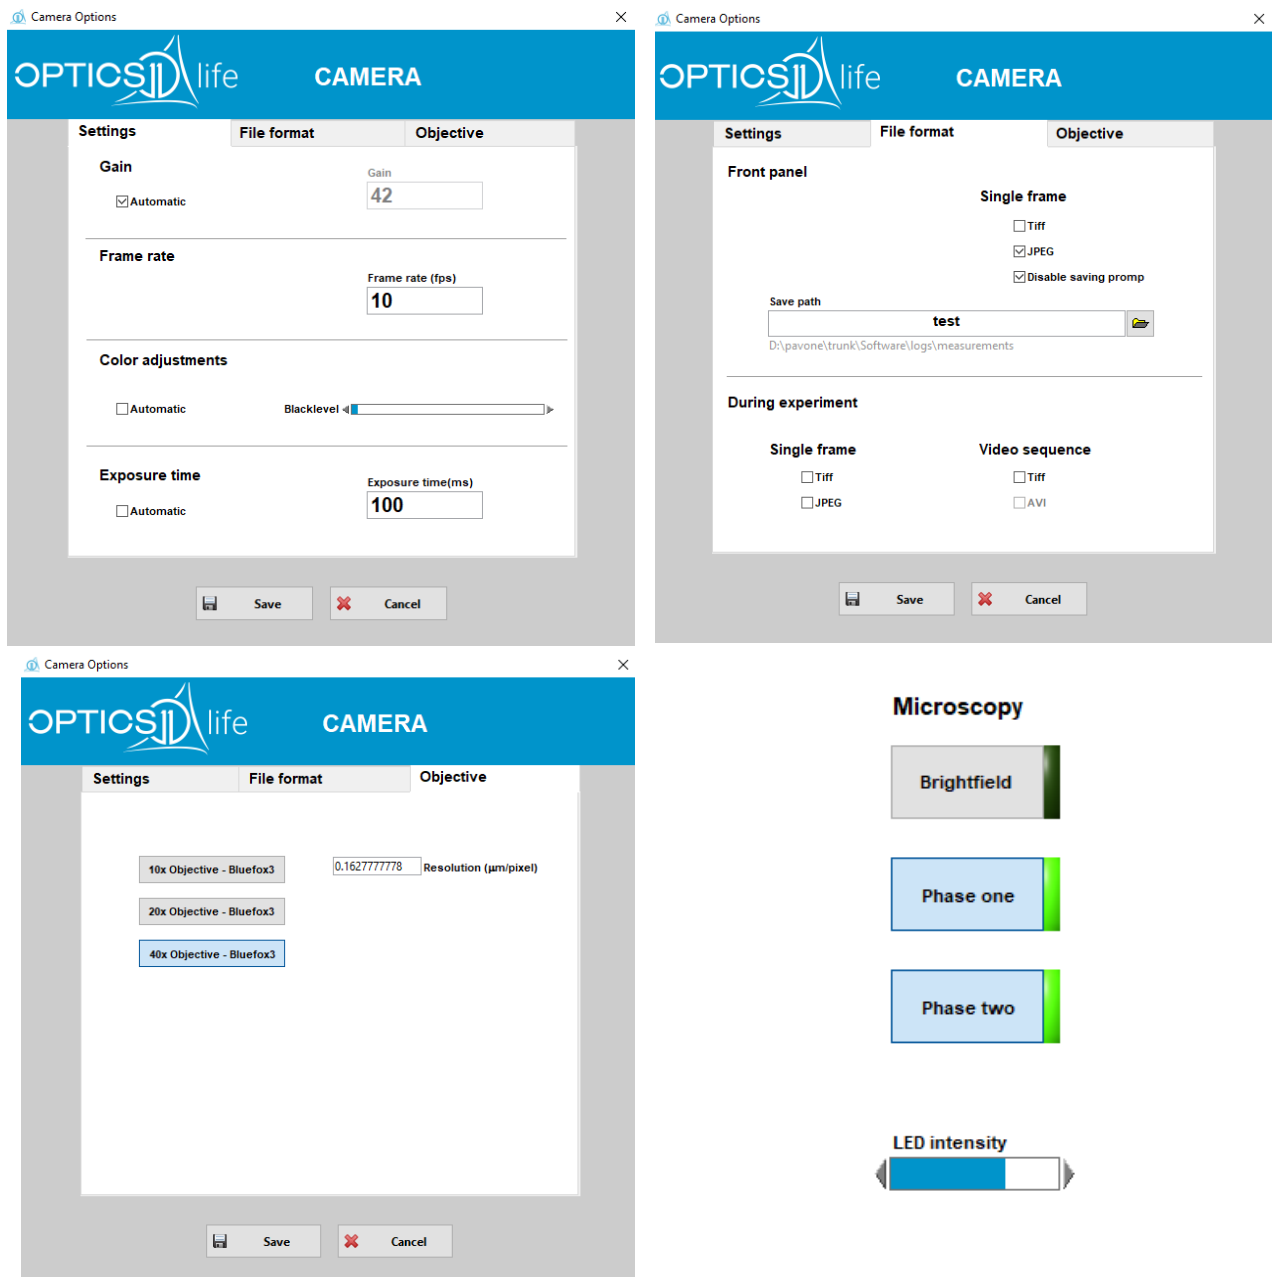 Camera Options
OPTICS11 life
CAMERA
Settings
File format
Objective
Gain
Gain
Automatic
42
Frame rate
Frame rate (fps)
10
Color adjustments
Automatic
Blacklevel
Exposure time
Exposure time(ms)
Automatic
100
Save
Cancel
Camera Options
OPTICS11 life
CAMERA
Settings
File format
Objective
Front panel
Single frame
Tiff
JPEG
Disable saving promp
Save path
test
D:\pavone\trunk\Software\logs\measurements
During experiment
Single frame
Video sequence
Tiff
Tiff
JPEG
AVI
Save
Cancel
Camera Options
OPTICS11 life
CAMERA
Settings
File format
Objective
10x Objective - Bluefox3
0.1627777778
Resolution (µm/pixel)
20x Objective - Bluefox3
40x Objective - Bluefox3
Save
Cancel
Microscopy
Brightfield
Phase one
Phase two
LED intensity